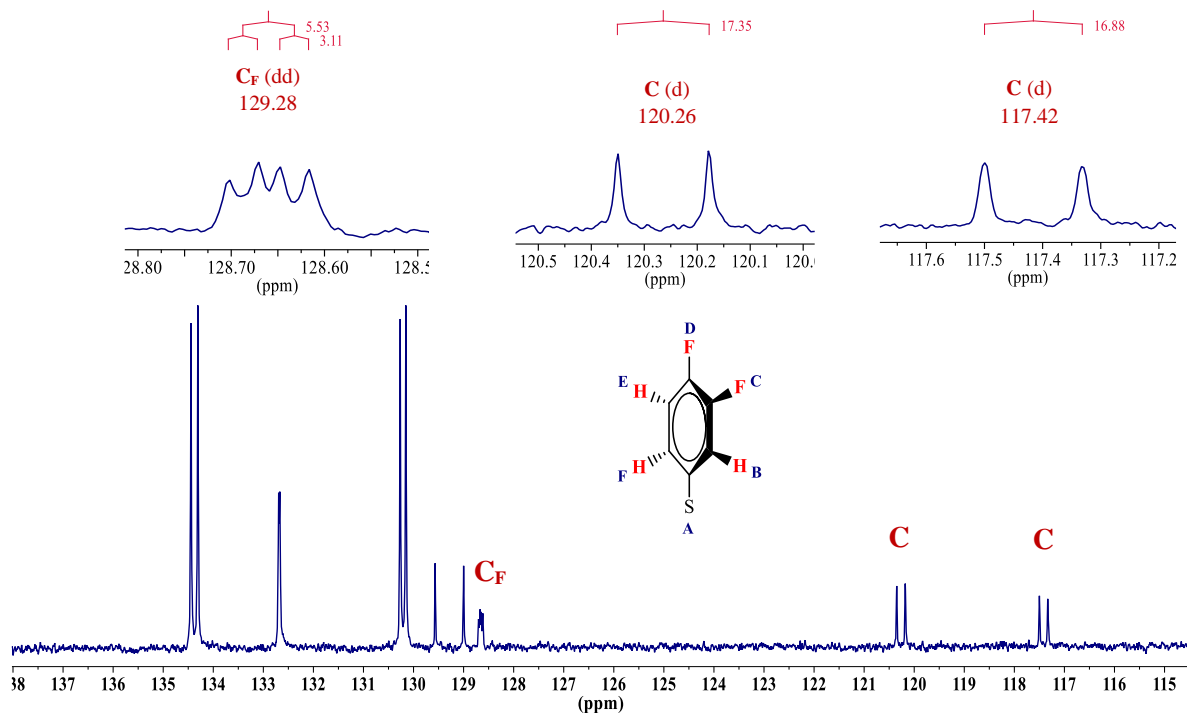 5.53
3.11
C_F (dd)
129.28
28.80 128.70 128.60 128.5
(ppm)
17.35
C (d)
120.26
120.5 120.4 120.3 120.2 120.1 120.0
(ppm)
16.88
C (d)
117.42
117.6 117.5 117.4 117.3 117.2
(ppm)
D
F
E H F C
F H H B
S
A
C_F
C
C
38 137 136 135 134 133 132 131 130 129 128 127 126 125 124 123 122 121 120 119 118 117 116 115
(ppm)